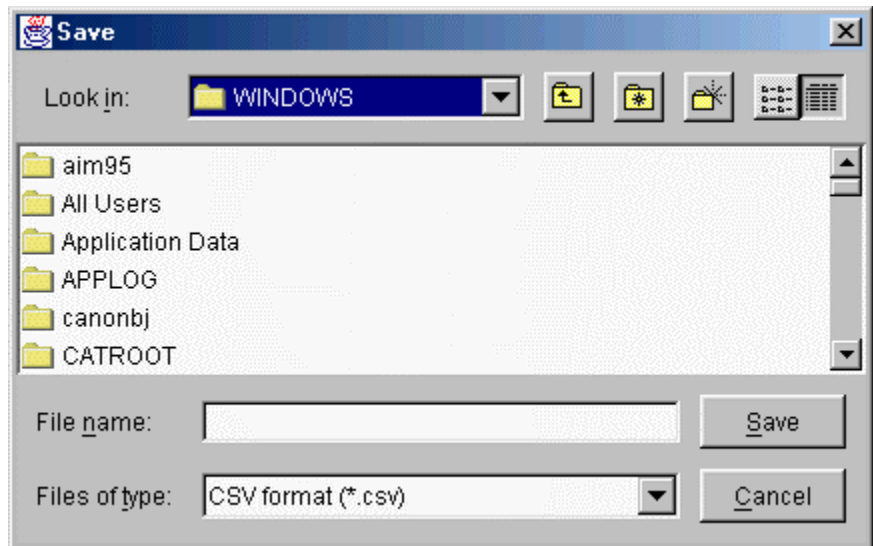 Save
Look in: WINDOWS
aim95
All Users
Application Data
APPLOG
canonbj
CATROOT
File name: Save
Files of type: CSV format (*.csv) Cancel